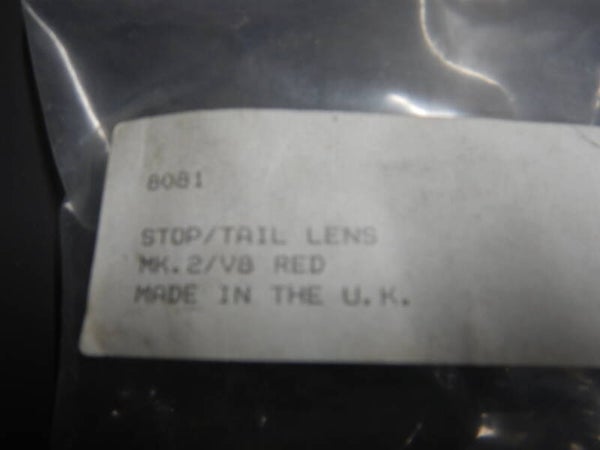 8081
STOP/TAIL LENS
MK.2/V8 RED
MADE IN THE U.K.